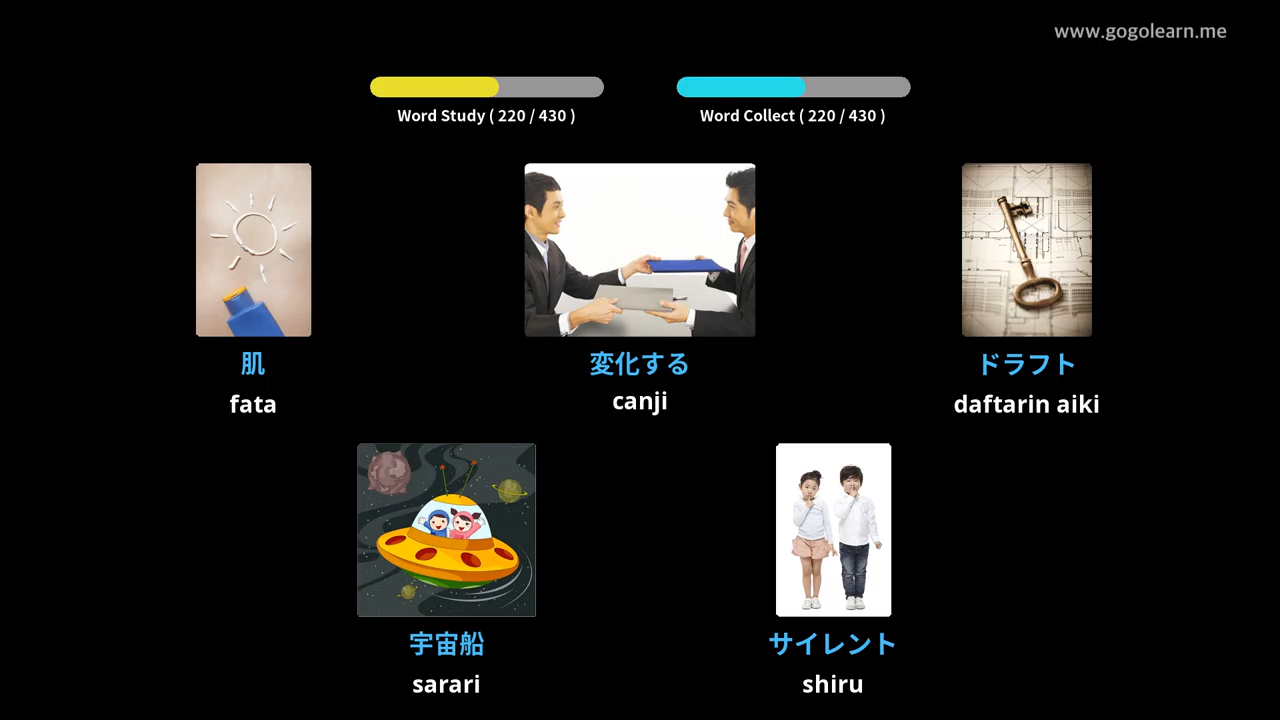 www.gogolearn.me
Word Study ( 220 / 430 )
Word Collect ( 220 / 430 )
肌
fata
変化する
canji
ドラフト
daftarin aiki
宇宙船
sarari
サイレント
shiru